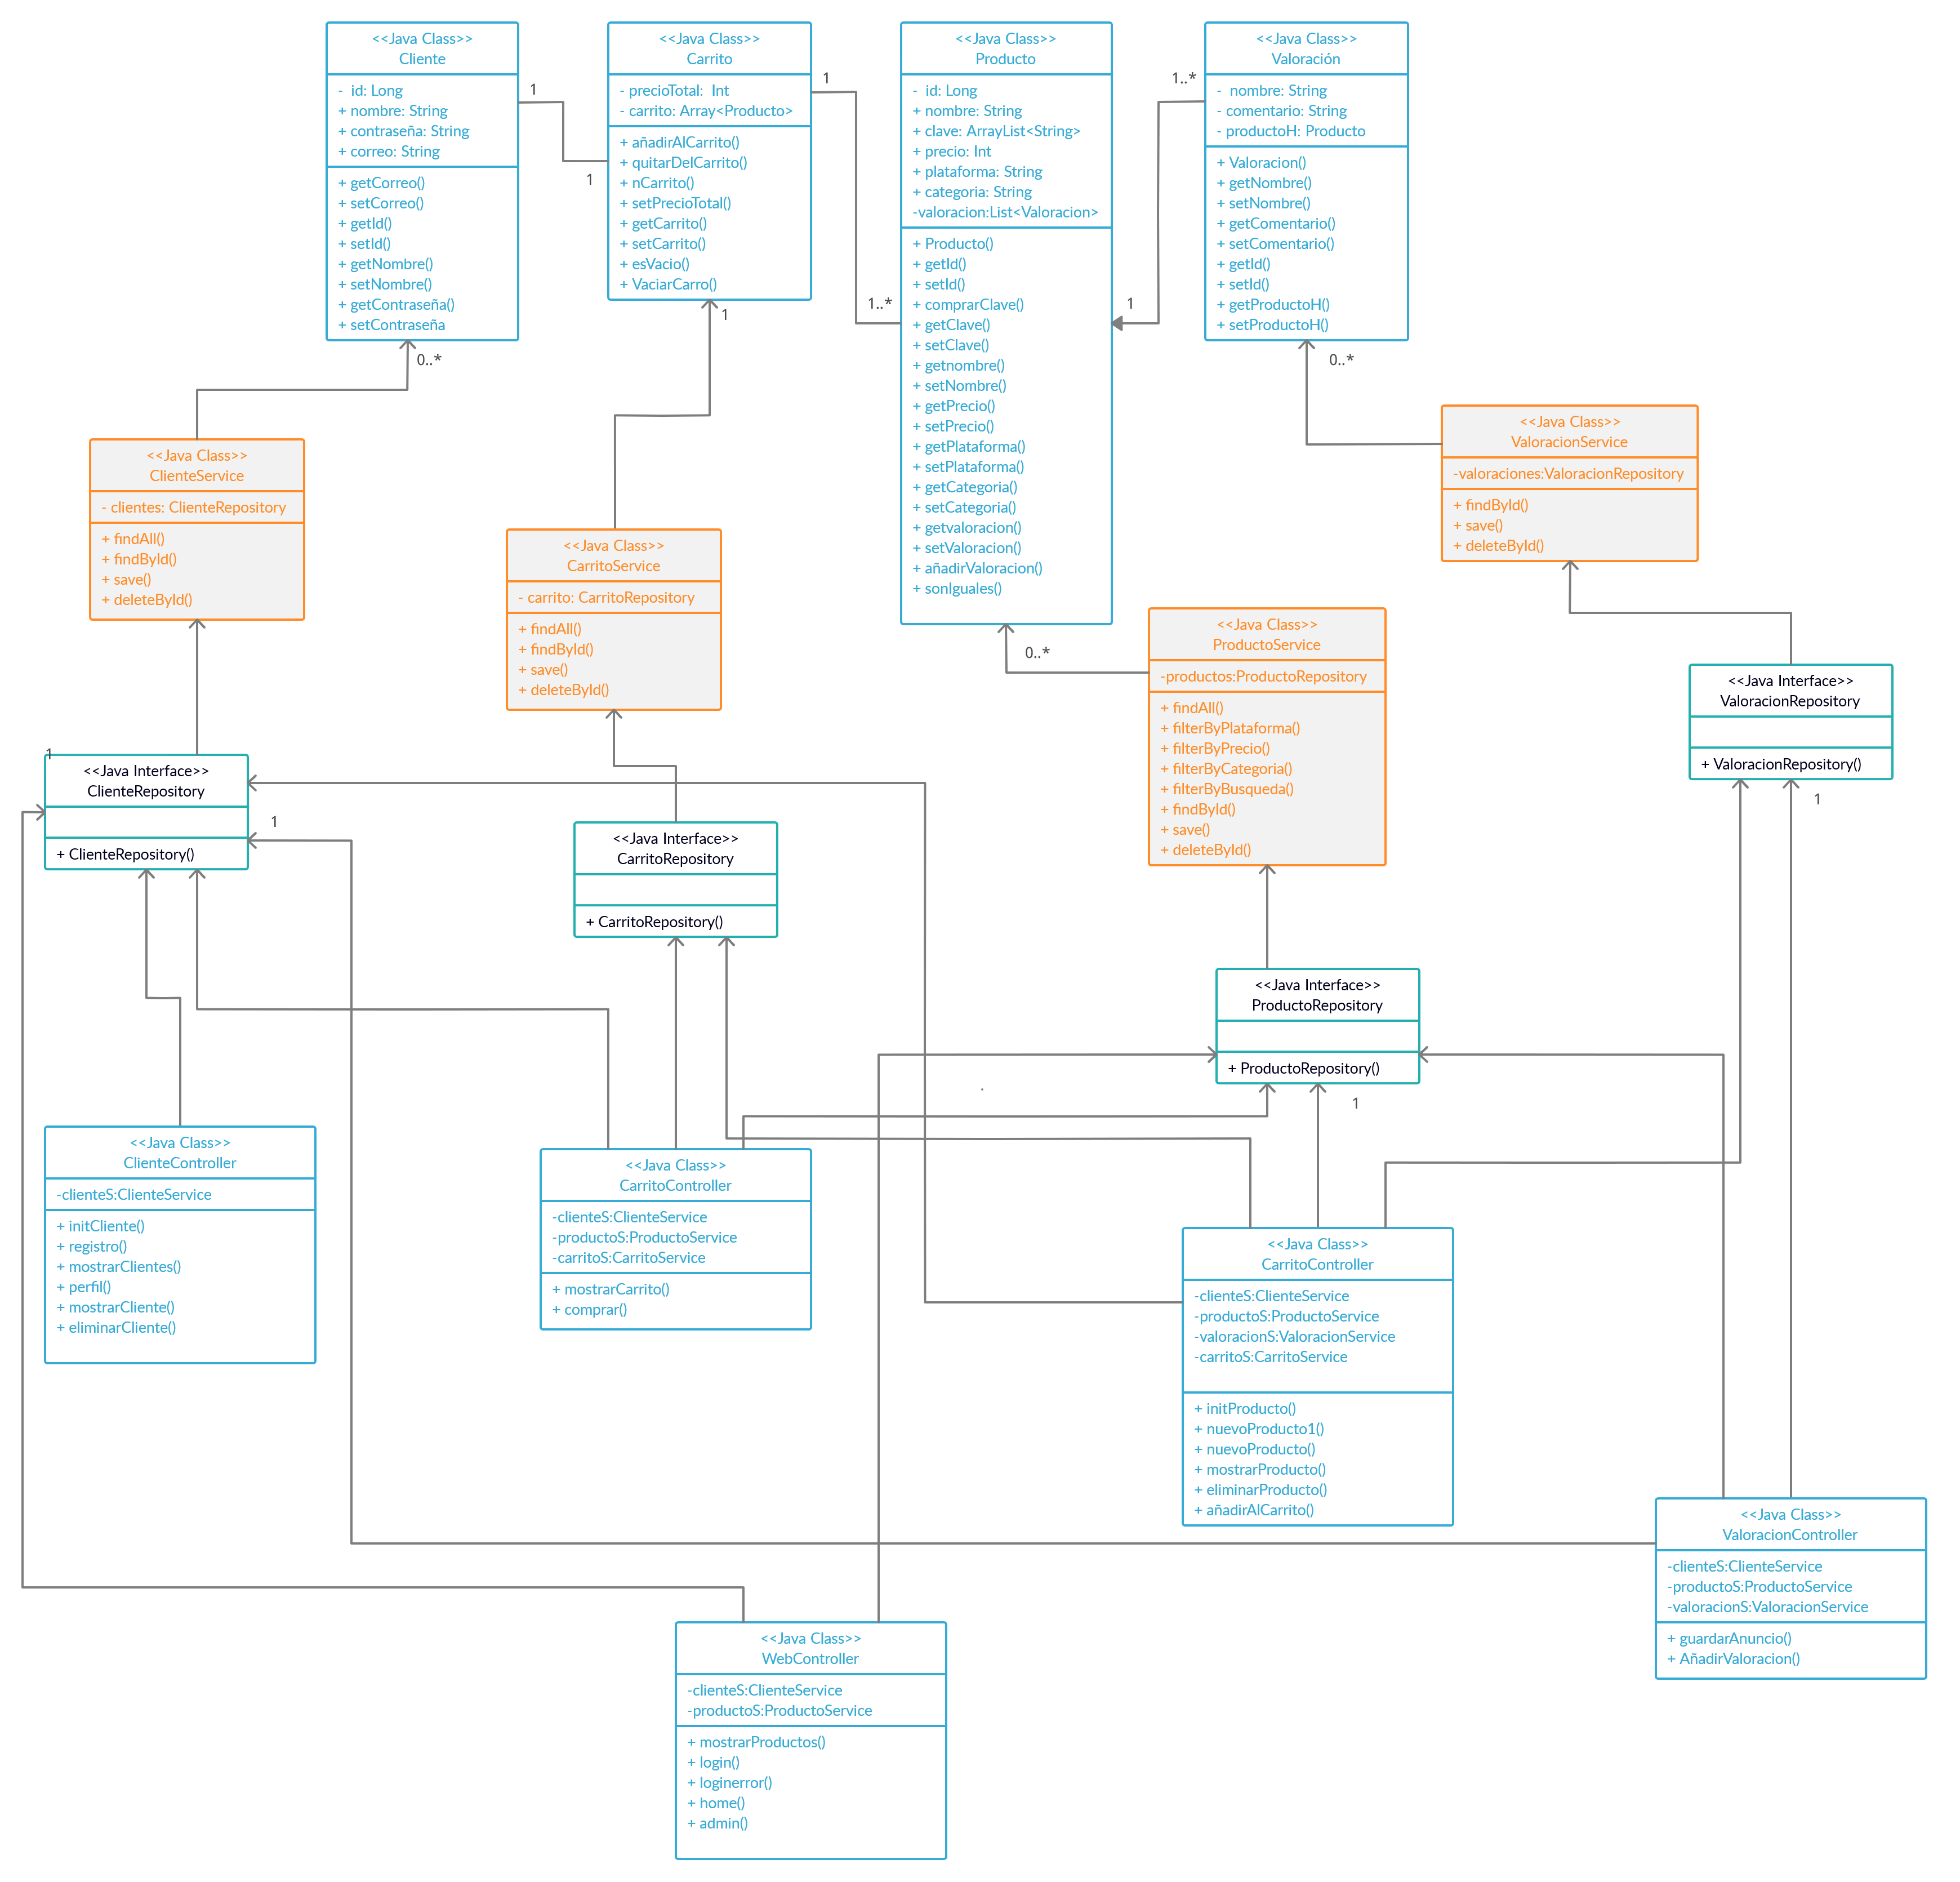 <<Java Class>>
Cliente
-  id: Long
+ nombre: String
+ contraseña: String
+ correo: String
+ getCorreo()
+ setCorreo()
+ getId()
+ setId()
+ getNombre()
+ setNombre()
+ getContraseña()
+ setContraseña
1
1
0..*
<<Java Class>>
Carrito
- precioTotal:  Int
- carrito: Array<Producto>
+ añadirAlCarrito()
+ quitarDelCarrito()
+ nCarrito()
+ setPrecioTotal()
+ getCarrito()
+ setCarrito()
+ esVacio()
+ VaciarCarro()
1
1
1..*
<<Java Class>>
Producto
-  id: Long
+ nombre: String
+ clave: ArrayList<String>
+ precio: Int
+ plataforma: String
+ categoria: String
-valoracion:List<Valoracion>
+ Producto()
+ getId()
+ setId()
+ comprarClave()
+ getClave()
+ setClave()
+ getnombre()
+ setNombre()
+ getPrecio()
+ setPrecio()
+ getPlataforma()
+ setPlataforma()
+ getCategoria()
+ setCategoria()
+ getvaloracion()
+ setValoracion()
+ añadirValoracion()
+ sonIguales()
1..*
1
0..*
<<Java Class>>
Valoración
-  nombre: String
- comentario: String
- productoH: Producto
+ Valoracion()
+ getNombre()
+ setNombre()
+ getComentario()
+ setComentario()
+ getId()
+ setId()
+ getProductoH()
+ setProductoH()
0..*
<<Java Class>>
ClienteService
- clientes: ClienteRepository
+ findAll()
+ findById()
+ save()
+ deleteById()
<<Java Class>>
CarritoService
- carrito: CarritoRepository
+ findAll()
+ findById()
+ save()
+ deleteById()
<<Java Class>>
ProductoService
-productos:ProductoRepository
+ findAll()
+ filterByPlataforma()
+ filterByPrecio()
+ filterByCategoria()
+ filterByBusqueda()
+ findById()
+ save()
+ deleteById()
<<Java Class>>
ValoracionService
-valoraciones:ValoracionRepository
+ findById()
+ save()
+ deleteById()
1
<<Java Interface>>
ClienteRepository
+ ClienteRepository()
1
<<Java Interface>>
CarritoRepository
+ CarritoRepository()
<<Java Interface>>
ProductoRepository
+ ProductoRepository()
1
<<Java Interface>>
ValoracionRepository
+ ValoracionRepository()
1
.
<<Java Class>>
ClienteController
-clienteS:ClienteService
+ initCliente()
+ registro()
+ mostrarClientes()
+ perfil()
+ mostrarCliente()
+ eliminarCliente()
<<Java Class>>
CarritoController
-clienteS:ClienteService
-productoS:ProductoService
-carritoS:CarritoService
+ mostrarCarrito()
+ comprar()
<<Java Class>>
CarritoController
-clienteS:ClienteService
-productoS:ProductoService
-valoracionS:ValoracionService
-carritoS:CarritoService
+ initProducto()
+ nuevoProducto1()
+ nuevoProducto()
+ mostrarProducto()
+ eliminarProducto()
+ añadirAlCarrito()
<<Java Class>>
ValoracionController
-clienteS:ClienteService
-productoS:ProductoService
-valoracionS:ValoracionService
+ guardarAnuncio()
+ AñadirValoracion()
<<Java Class>>
WebController
-clienteS:ClienteService
-productoS:ProductoService
+ mostrarProductos()
+ login()
+ loginerror()
+ home()
+ admin()